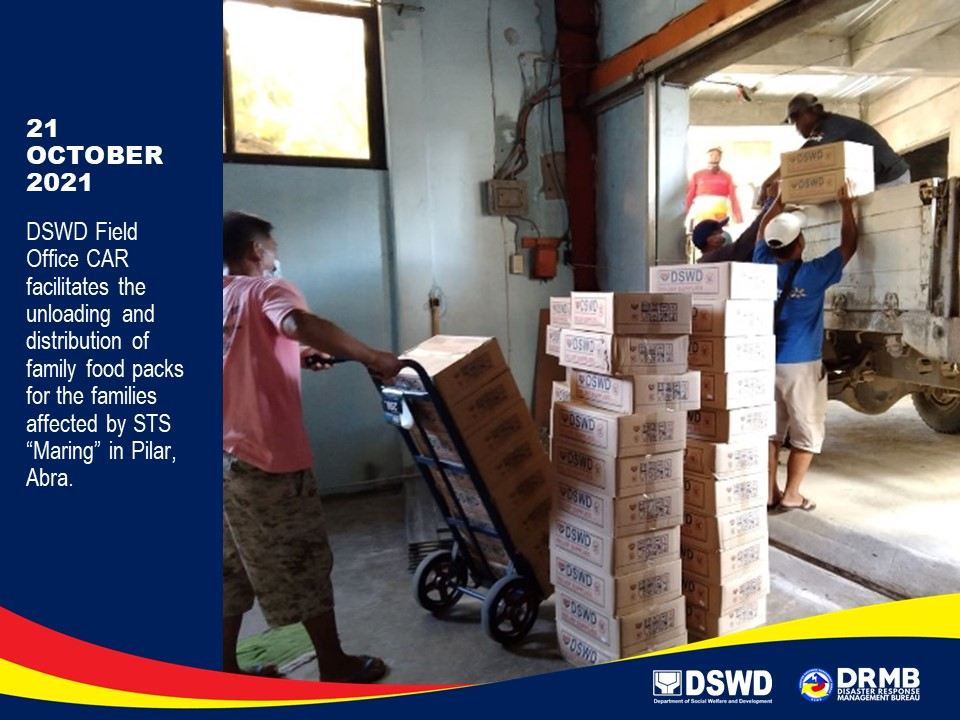 21
OCTOBER
2021
DSWD Field
Office CAR
facilitates the
unloading and
distribution of
family food packs
for the families
affected by STS
“Maring” in Pilar,
Abra.
DSWD
DSWD
DSWD
DSWD
DSWD
DSWD
DSWD
DSWD
DSWD
DSWD
DSWD
DSWD
DSWD
DSWD
Department of Social Welfare and Development
DRMB
DISASTER RESPONSE
MANAGEMENT BUREAU